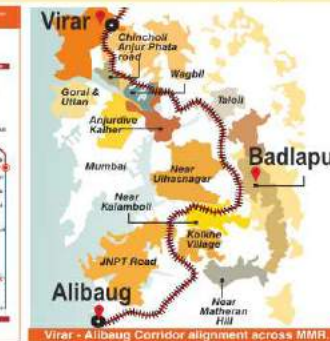 Virar
Chincholi
Anjur Phata
road
Wagbil
Gorai &
Uttan
Taloli
Anjurdive
Kalher
Mumbai
Near
Ulhasnagar
Badlapu
Near
Kalamboli
Kolkhe
Village
JNPT Road
Alibaug
Near
Matheran
Hill
Virar - Alibaug Corridor alignment across MMR.